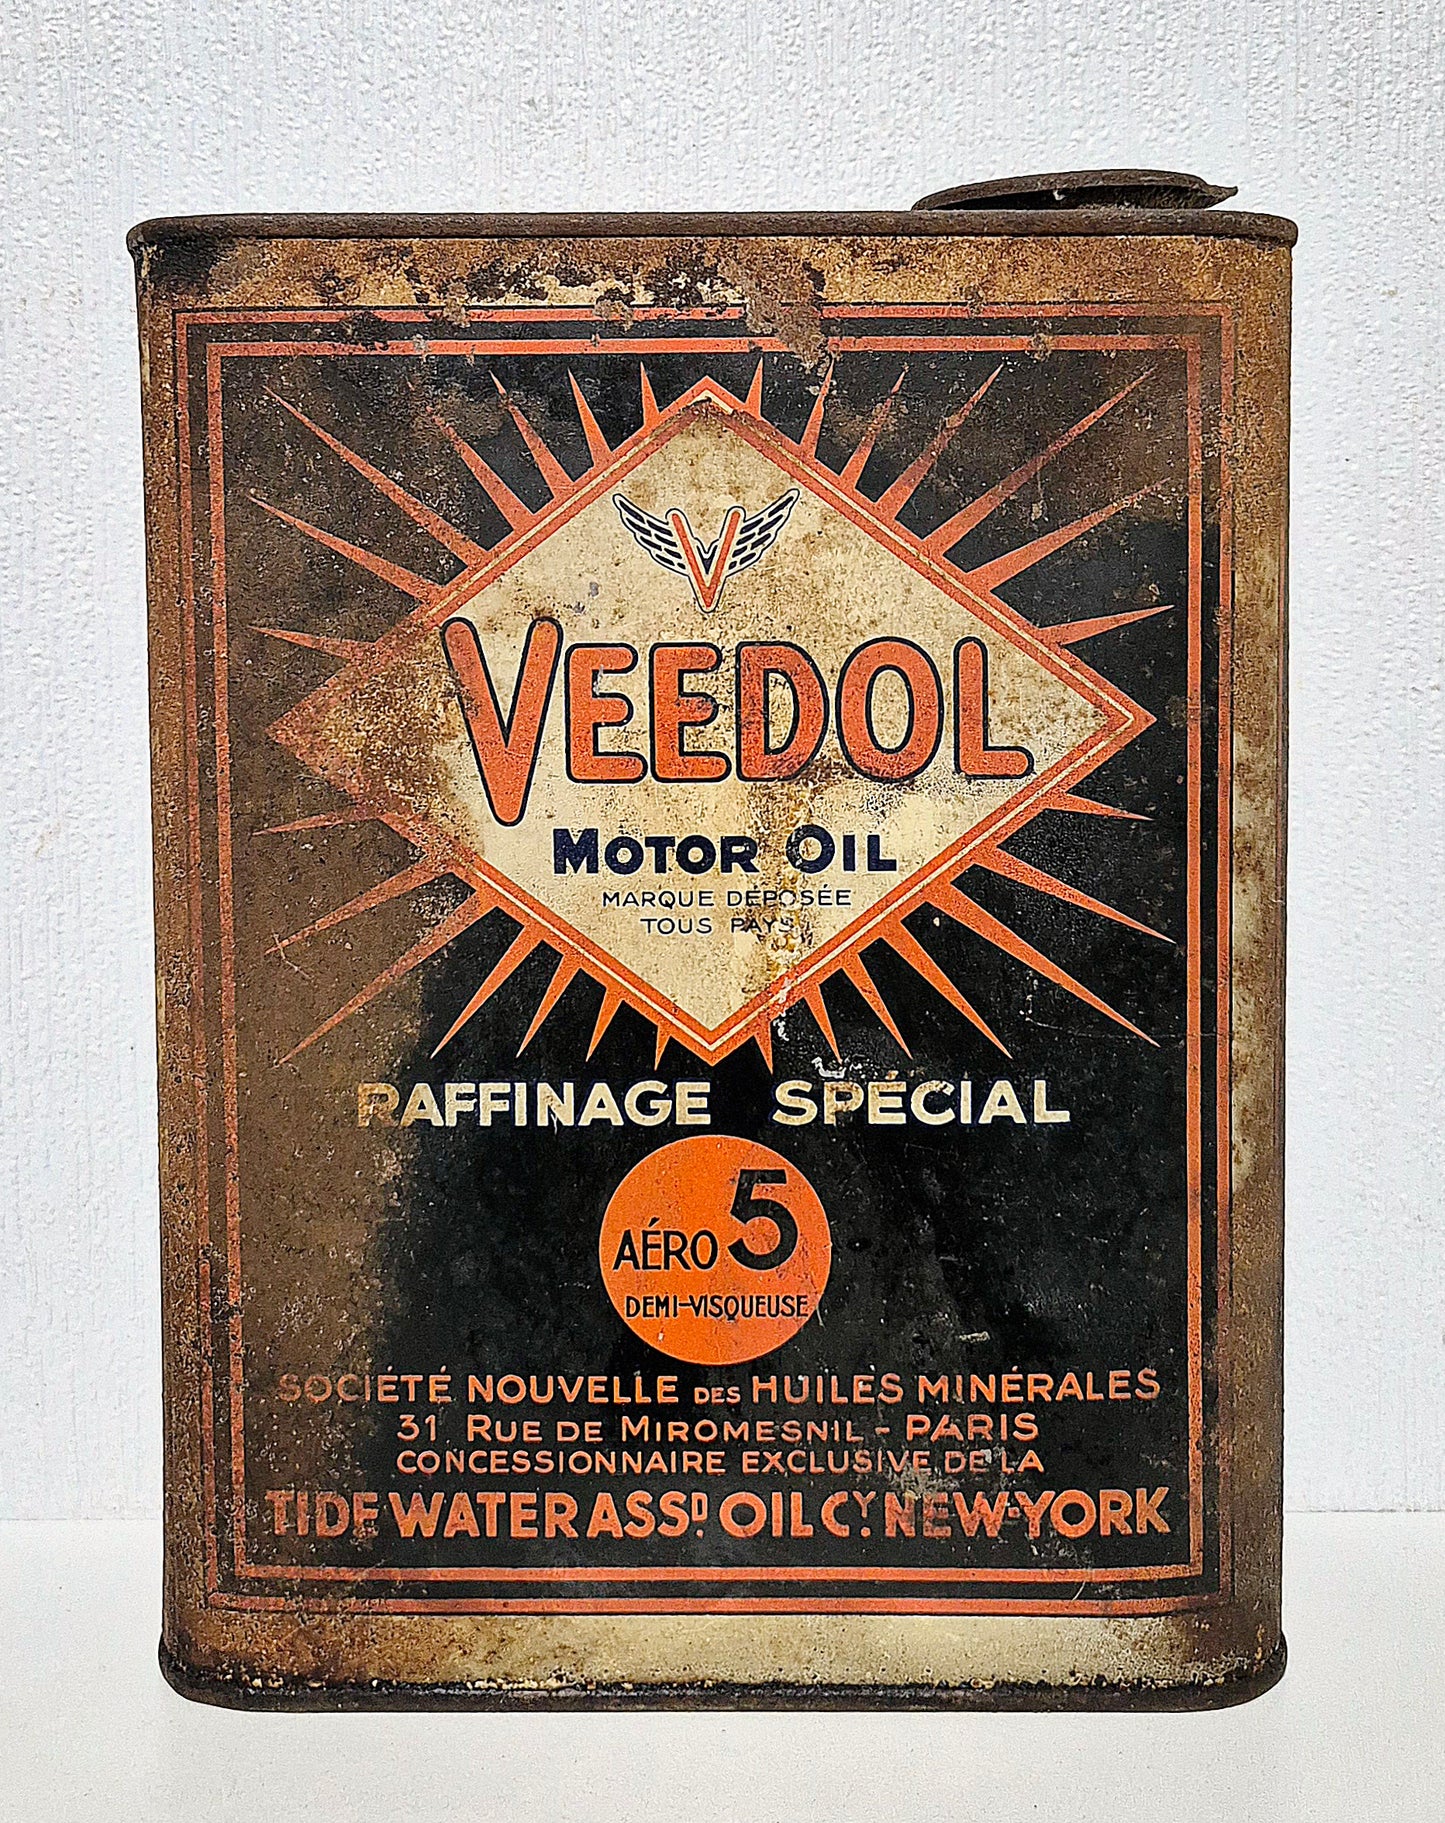 V
VEEDOL
MOTOR OIL
MARQUE DÉPOSÉE
TOUS PAYS
RAFFINAGE SPÉCIAL
AÉRO 5
DEMI-VISQUEUSE
SOCIÉTÉ NOUVELLE DES HUILES MINÉRALES
31 RUE DE MIROMESNIL - PARIS
CONCESSIONNAIRE EXCLUSIVE DE LA
TIDE WATER ASSD. OIL CY. NEW-YORK